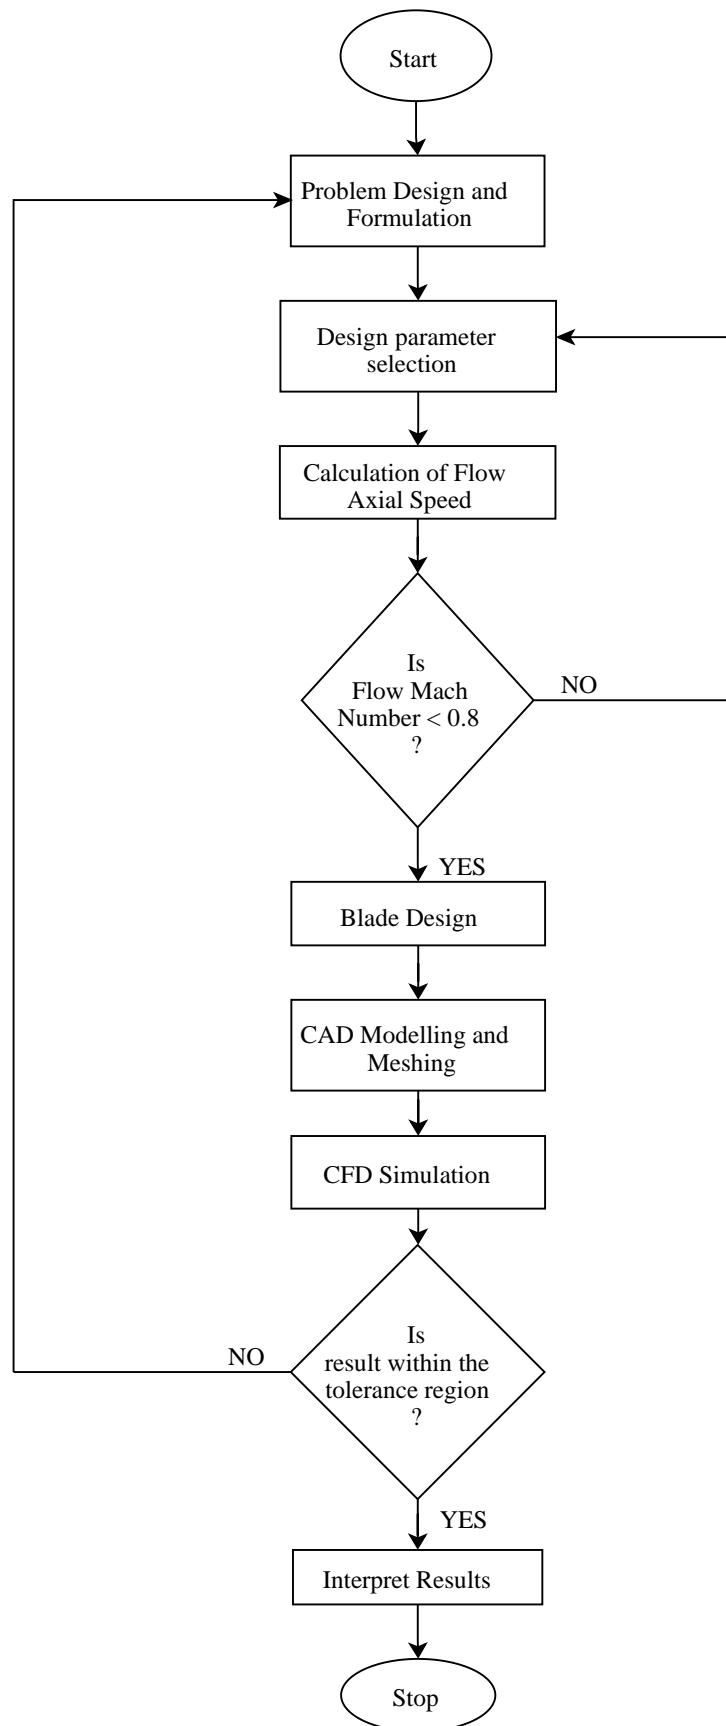 Start
Problem Design and
Formulation
Design parameter
selection
Calculation of Flow
Axial Speed
Is
Flow Mach
Number < 0.8
?
NO
YES
Blade Design
CAD Modelling and
Meshing
CFD Simulation
Is
result within the
tolerance region
?
NO
YES
Interpret Results
Stop